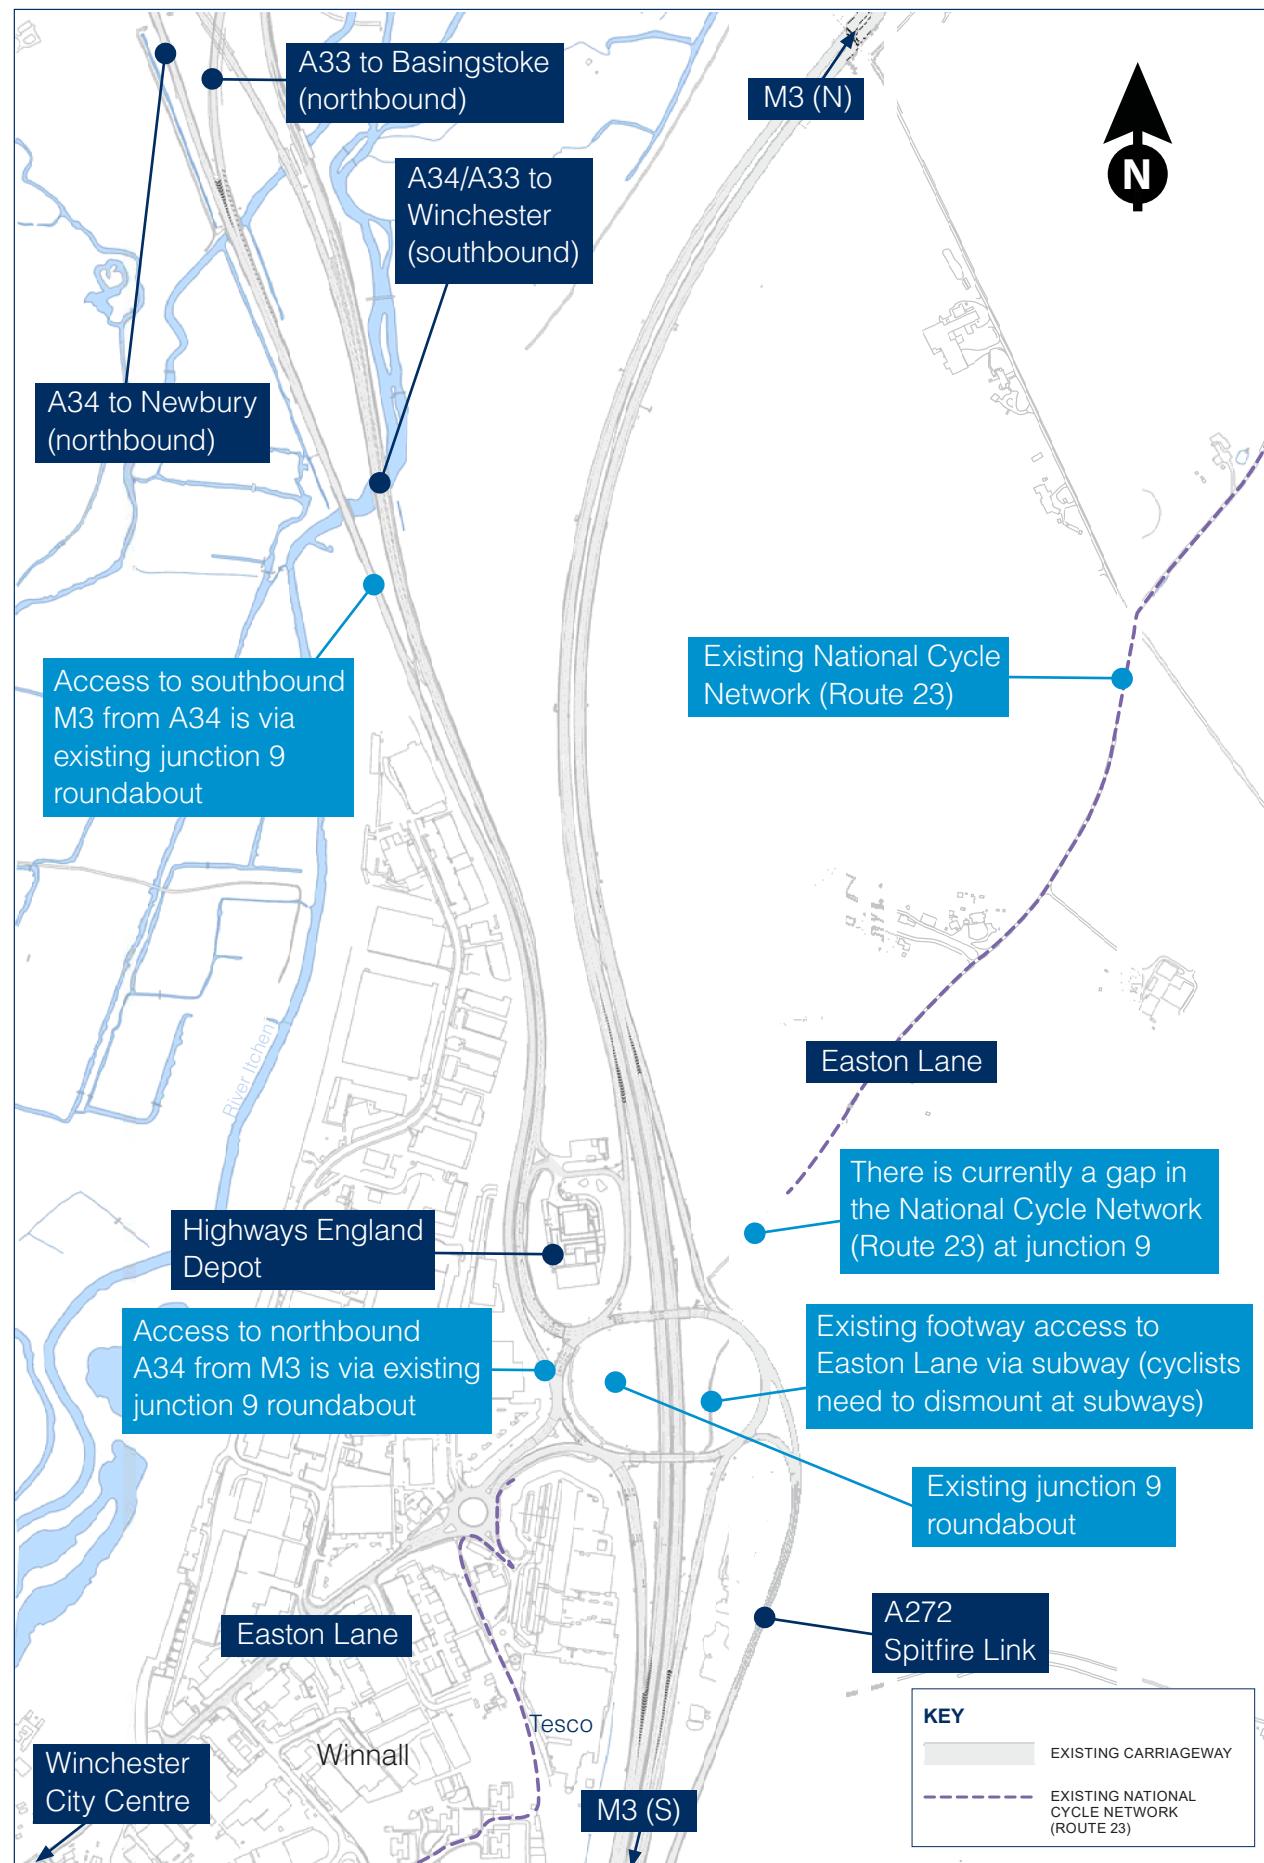 A33 to Basingstoke
(northbound)
M3 (N)
N
A34/A33 to
Winchester
(southbound)
A34 to Newbury
(northbound)
Existing National Cycle
Network (Route 23)
Access to southbound
M3 from A34 is via
existing junction 9
roundabout
River Itchen
Easton Lane
There is currently a gap in
the National Cycle Network
(Route 23) at junction 9
Highways England
Depot
Access to northbound
A34 from M3 is via existing
junction 9 roundabout
Existing footway access to
Easton Lane via subway (cyclists
need to dismount at subways)
Existing junction 9
roundabout
A272
Spitfire Link
Easton Lane
Tesco
Winnall
Winchester
City Centre
M3 (S)
KEY
EXISTING CARRIAGEWAY
EXISTING NATIONAL
CYCLE NETWORK
(ROUTE 23)